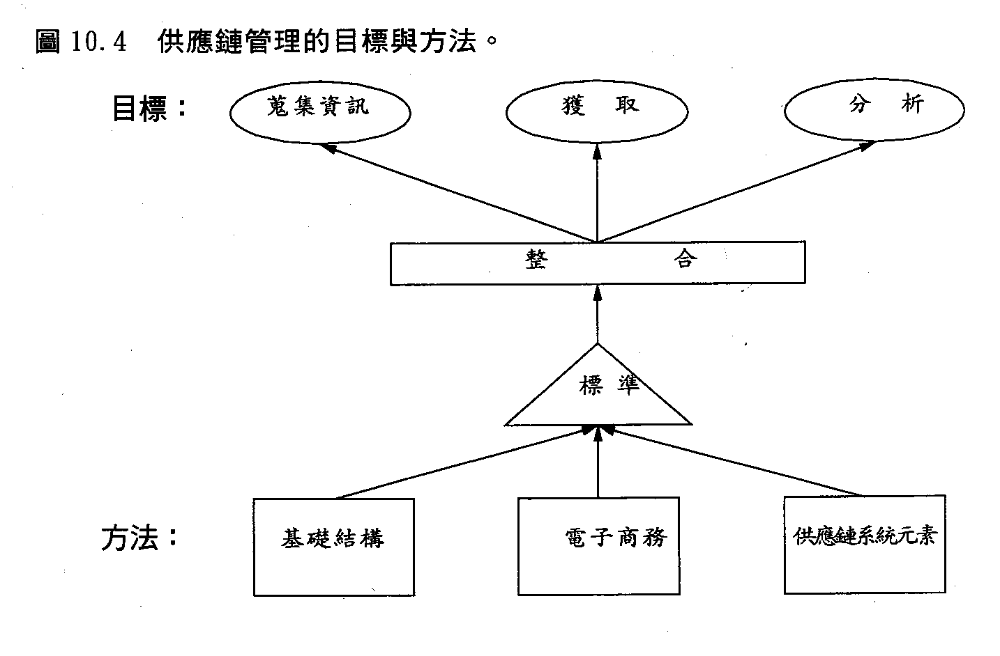 圖 10.4 供應鏈管理的目標與方法。
目標：
蒐集資訊
獲 取
分 析
整 合
標 準
方法：
基礎結構
電子商務
供應鏈系統元素